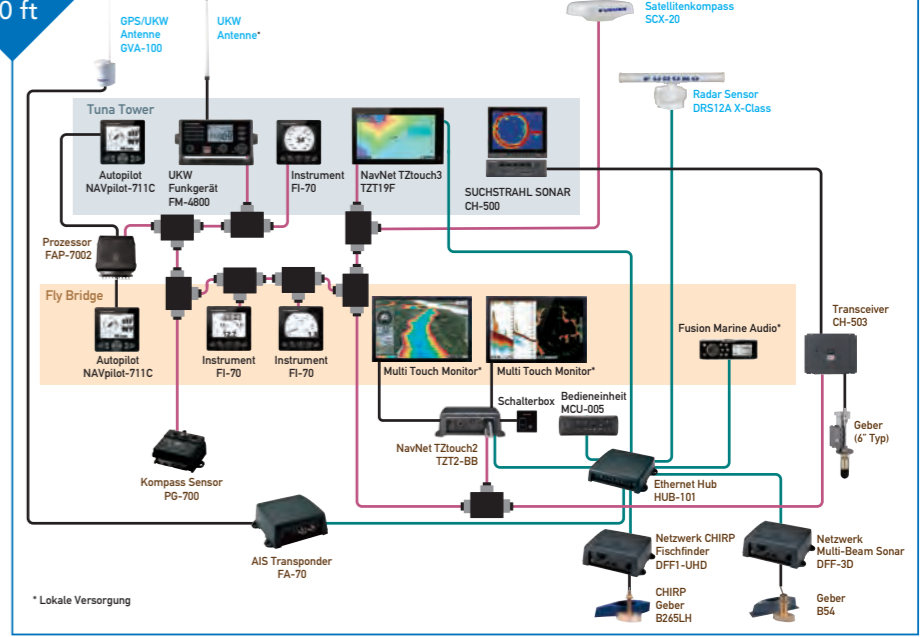 0 ft
GPS/UKW
Antenne
GVA-100
UKW
Antenne*
Satellitenkompass
SCX-20
FURUNO
Radar Sensor
DRS12A X-Class
Tuna Tower
Autopilot
NAVpilot-711C
UKW
Funkgerät
FM-4800
Instrument
FI-70
NavNet TZtouch3
TZT19F
SUCHSTRAHL SONAR
CH-500
Prozessor
FAP-7002
Fly Bridge
Autopilot
NAVpilot-711C
Instrument
FI-70
Instrument
FI-70
Multi Touch Monitor*
Multi Touch Monitor*
Fusion Marine Audio*
Transceiver
CH-503
Schalterbox
Bedieneinheit
MCU-005
Geber
(6" Typ)
NavNet TZtouch2
TZT2-BB
Kompass Sensor
PG-700
Ethernet Hub
HUB-101
AIS Transponder
FA-70
Netzwerk CHIRP
Fischfinder
DFF1-UHD
Netzwerk
Multi-Beam Sonar
DFF-3D
CHIRP
Geber
B265LH
Geber
B54
* Lokale Versorgung